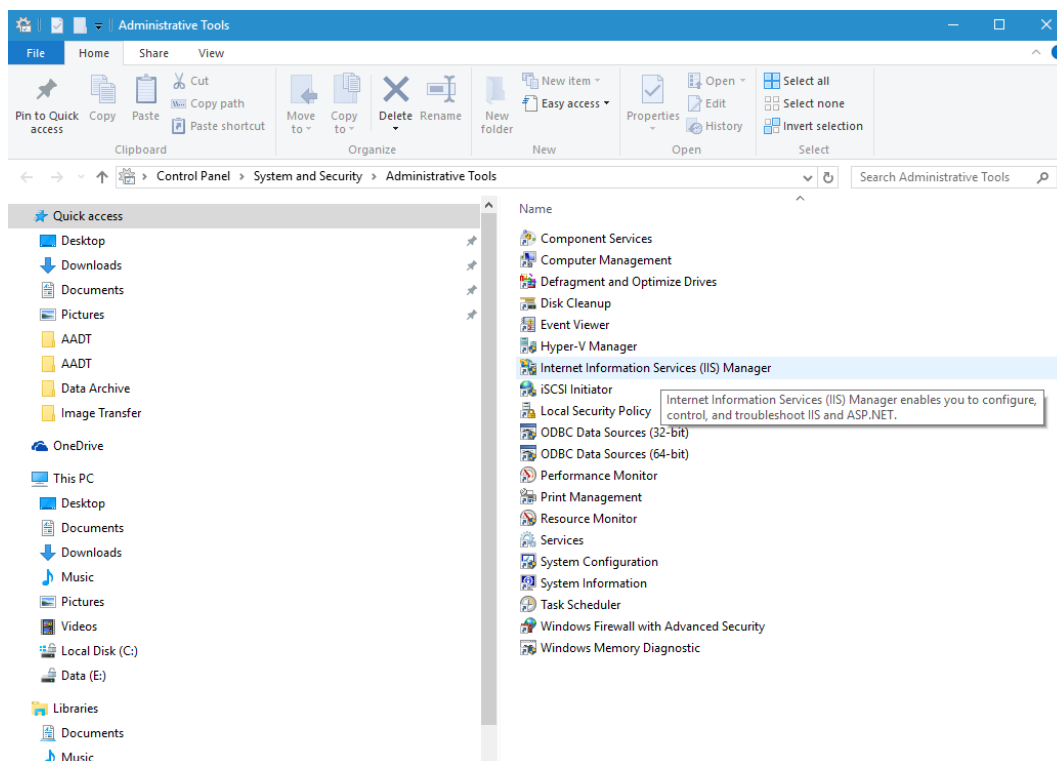 Administrative Tools
File Home Share View
Pin to Quick access
Copy
Paste
Cut
Copy path
Paste shortcut
Clipboard
Move to
Copy to
Delete
Rename
Organize
New folder
New item
Easy access
New
Properties
Open
Edit
History
Open
Select all
Select none
Invert selection
Select
Control Panel > System and Security > Administrative Tools
Search Administrative Tools
Quick access
Desktop
Downloads
Documents
Pictures
AADT
AADT
Data Archive
Image Transfer
OneDrive
This PC
Desktop
Documents
Downloads
Music
Pictures
Videos
Local Disk (C:)
Data (E:)
Libraries
Documents
Music
Name
Component Services
Computer Management
Defragment and Optimize Drives
Disk Cleanup
Event Viewer
Hyper-V Manager
Internet Information Services (IIS) Manager
iSCSI Initiator
Internet Information Services (IIS) Manager enables you to configure,
control, and troubleshoot IIS and ASP.NET.
Local Security Policy
ODBC Data Sources (32-bit)
ODBC Data Sources (64-bit)
Performance Monitor
Print Management
Resource Monitor
Services
System Configuration
System Information
Task Scheduler
Windows Firewall with Advanced Security
Windows Memory Diagnostic